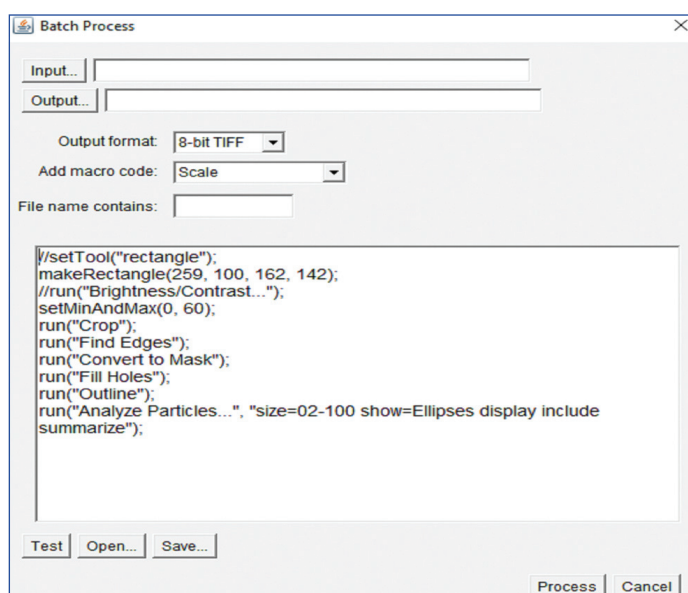 Batch Process
Input...
Output...
Output format: 8-bit TIFF
Add macro code: Scale
File name contains:
//setTool("rectangle");
makeRectangle(259, 100, 162, 142);
//run("Brightness/Contrast...");
setMinAndMax(0, 60);
run("Crop");
run("Find Edges");
run("Convert to Mask");
run("Fill Holes");
run("Outline");
run("Analyze Particles...", "size=02-100 show=Ellipses display include
summarize");
Test Open... Save...
Process Cancel